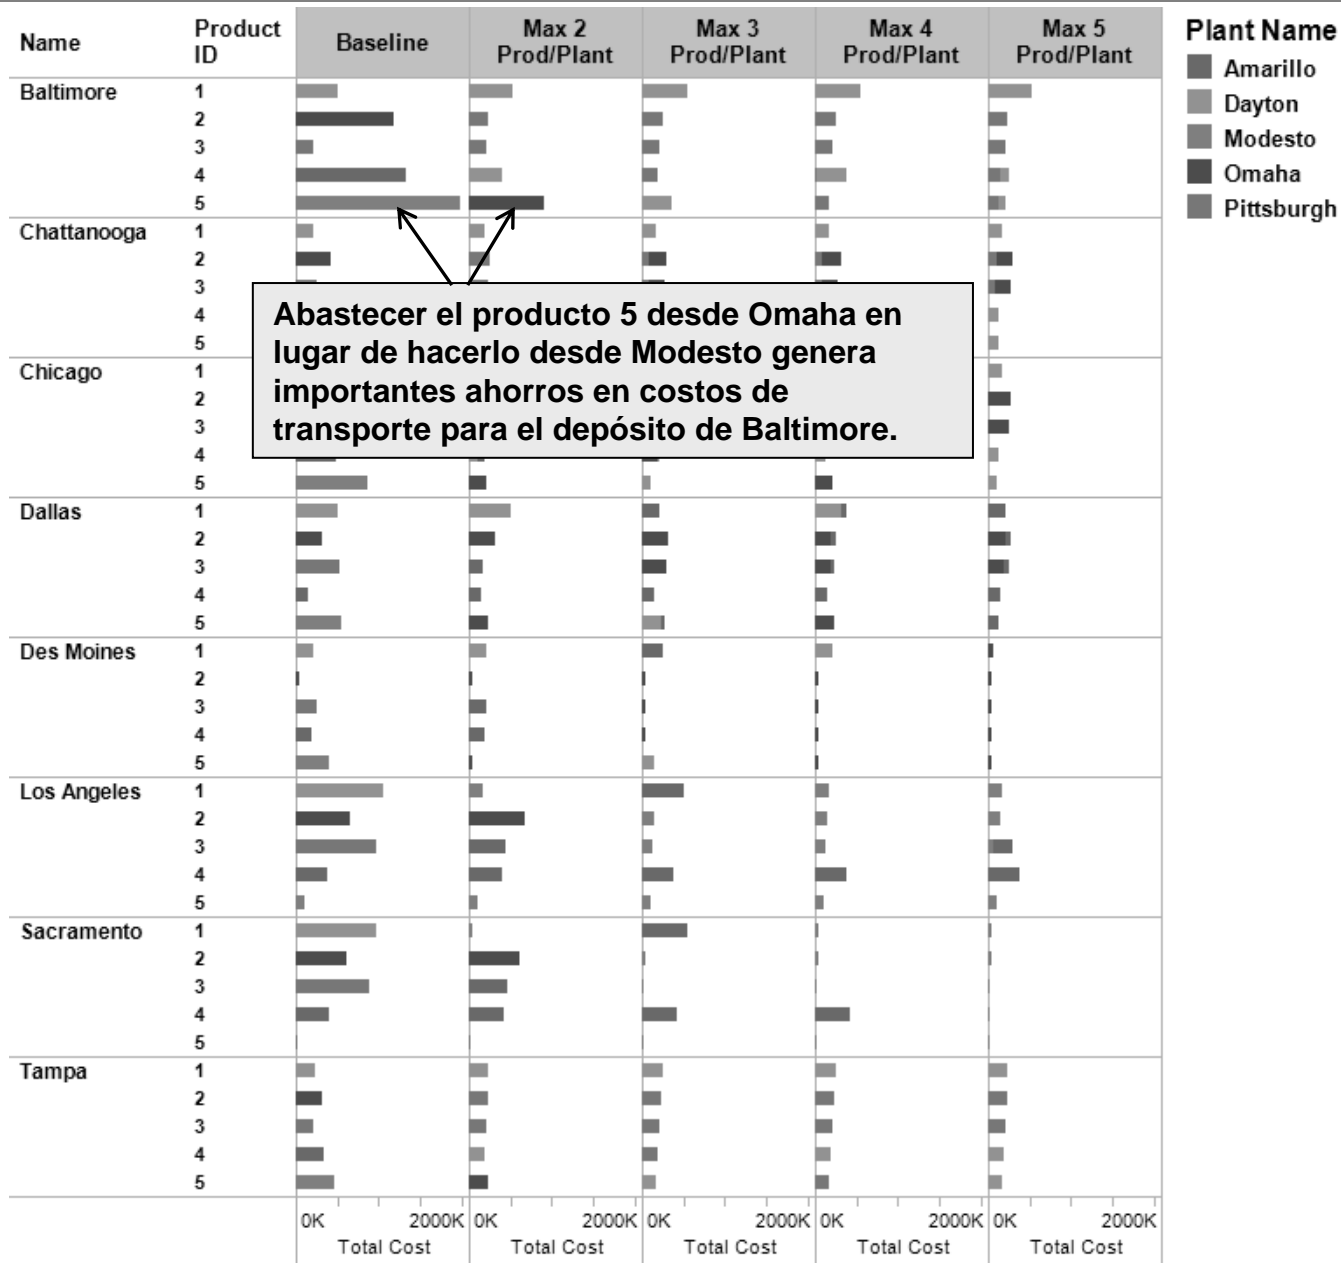 Name Product ID Baseline Max 2 Prod/Plant Max 3 Prod/Plant Max 4 Prod/Plant Max 5 Prod/Plant
Baltimore 1
2
3
4
5
Chattanooga 1
2
3
4
5
Chicago 1
2
3
4
5
Dallas 1
2
3
4
5
Des Moines 1
2
3
4
5
Los Angeles 1
2
3
4
5
Sacramento 1
2
3
4
5
Tampa 1
2
3
4
5
Abastecer el producto 5 desde Omaha en
lugar de hacerlo desde Modesto genera
importantes ahorros en costos de
transporte para el depósito de Baltimore.
0K 2000K 0K 2000K 0K 2000K 0K 2000K 0K 2000K
Total Cost Total Cost Total Cost Total Cost Total Cost
Plant Name
Amarillo
Dayton
Modesto
Omaha
Pittsburgh